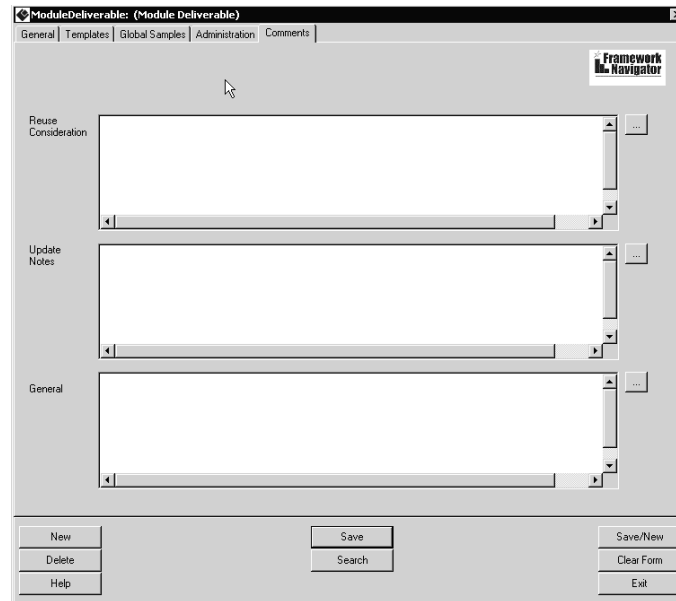 ModuleDeliverable: (Module Deliverable)
General Templates Global Samples Administration Comments
Framework
Navigator
Reuse
Consideration
...
Update
Notes
...
General
...
New Save Save/New
Delete Search Clear Form
Help Exit